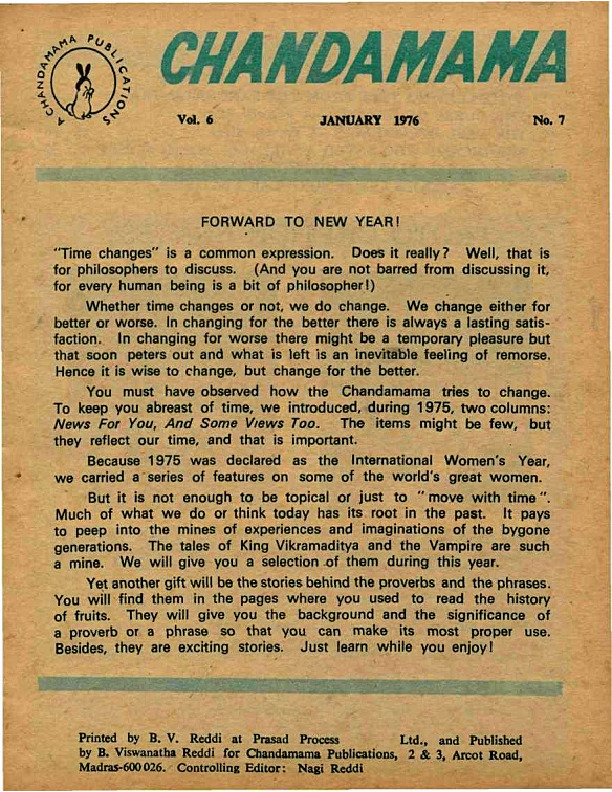 A CHANDAMAMA PUBLICATIONS
CHANDAMAMA
Vol. 6 JANUARY 1976 No. 7
FORWARD TO NEW YEAR!
"Time changes" is a common expression. Does it really? Well, that is
for philosophers to discuss. (And you are not barred from discussing it,
for every human being is a bit of philosopher!)
Whether time changes or not, we do change. We change either for
better or worse. In changing for the better there is always a lasting satis-
faction. In changing for worse there might be a temporary pleasure but
that soon peters out and what is left is an inevitable feeling of remorse.
Hence it is wise to change, but change for the better.
You must have observed how the Chandamama tries to change.
To keep you abreast of time, we introduced, during 1975, two columns:
News For You, And Some Views Too. The items might be few, but
they reflect our time, and that is important.
Because 1975 was declared as the International Women's Year,
we carried a series of features on some of the world's great women.
But it is not enough to be topical or just to "move with time".
Much of what we do or think today has its root in the past. It pays
to peep into the mines of experiences and imaginations of the bygone
generations. The tales of King Vikramaditya and the Vampire are such
a mine. We will give you a selection of them during this year.
Yet another gift will be the stories behind the proverbs and the phrases.
You will find them in the pages where you used to read the history
of fruits. They will give you the background and the significance of
a proverb or a phrase so that you can make its most proper use.
Besides, they are exciting stories. Just learn while you enjoy!
Printed by B. V. Reddi at Prasad Process Ltd., and Published
by B. Viswanatha Reddi for Chandamama Publications, 2 & 3, Arcot Road,
Madras-600 026. Controlling Editor: Nagi Reddi